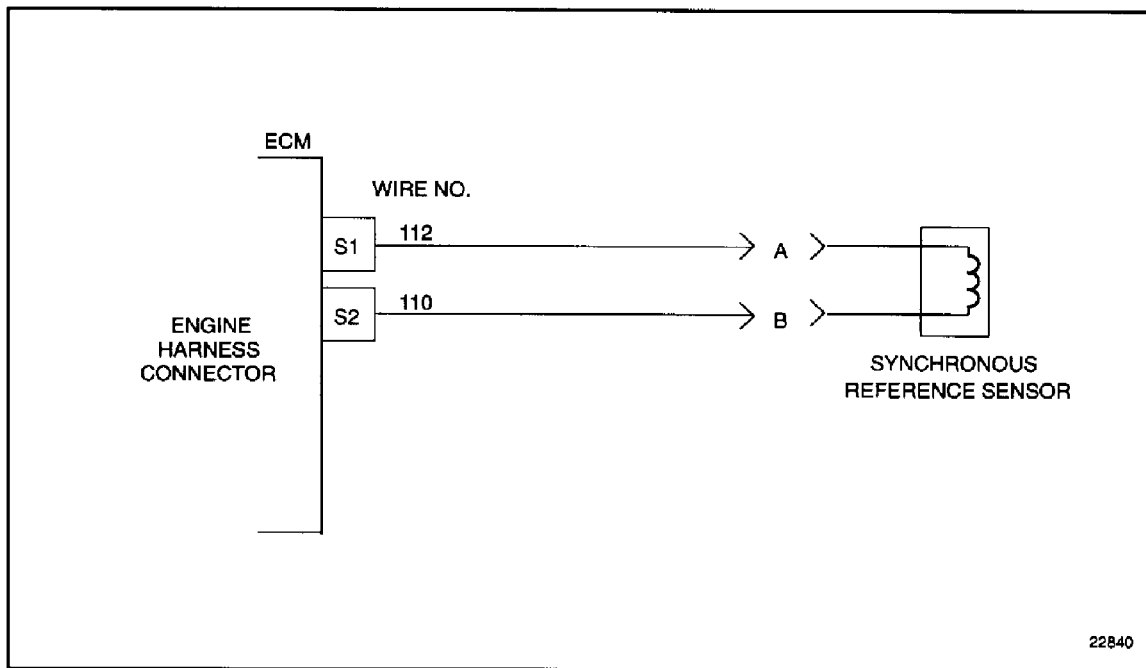 ECM
WIRE NO.
S1
112
A
S2
110
B
ENGINE
HARNESS
CONNECTOR
SYNCHRONOUS
REFERENCE SENSOR
22840